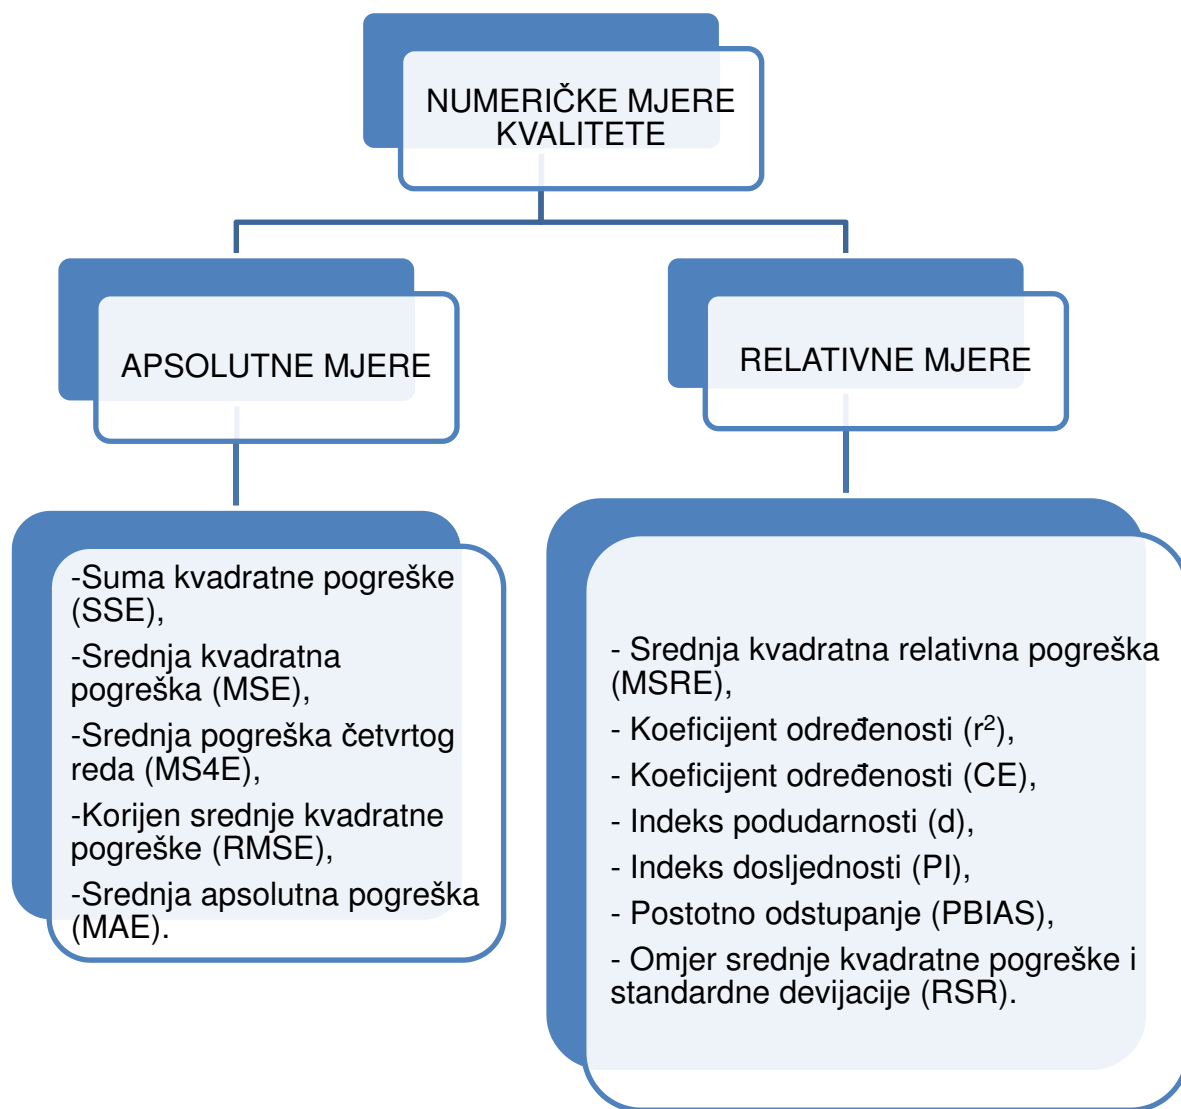 NUMERIČKE MJERE
KVALITETE
APSOLUTNE MJERE
RELATIVNE MJERE
-Suma kvadratne pogreške
(SSE),
-Srednja kvadratna
pogreška (MSE),
-Srednja pogreška četvrtog
reda (MS4E),
-Korijen srednje kvadratne
pogreške (RMSE),
-Srednja apsolutna pogreška
(MAE).
- Srednja kvadratna relativna pogreška
(MSRE),
- Koeficijent određenosti (r²),
- Koeficijent određenosti (CE),
- Indeks podudarnosti (d),
- Indeks dosljednosti (PI),
- Postotno odstupanje (PBIAS),
- Omjer srednje kvadratne pogreške i
standardne devijacije (RSR).